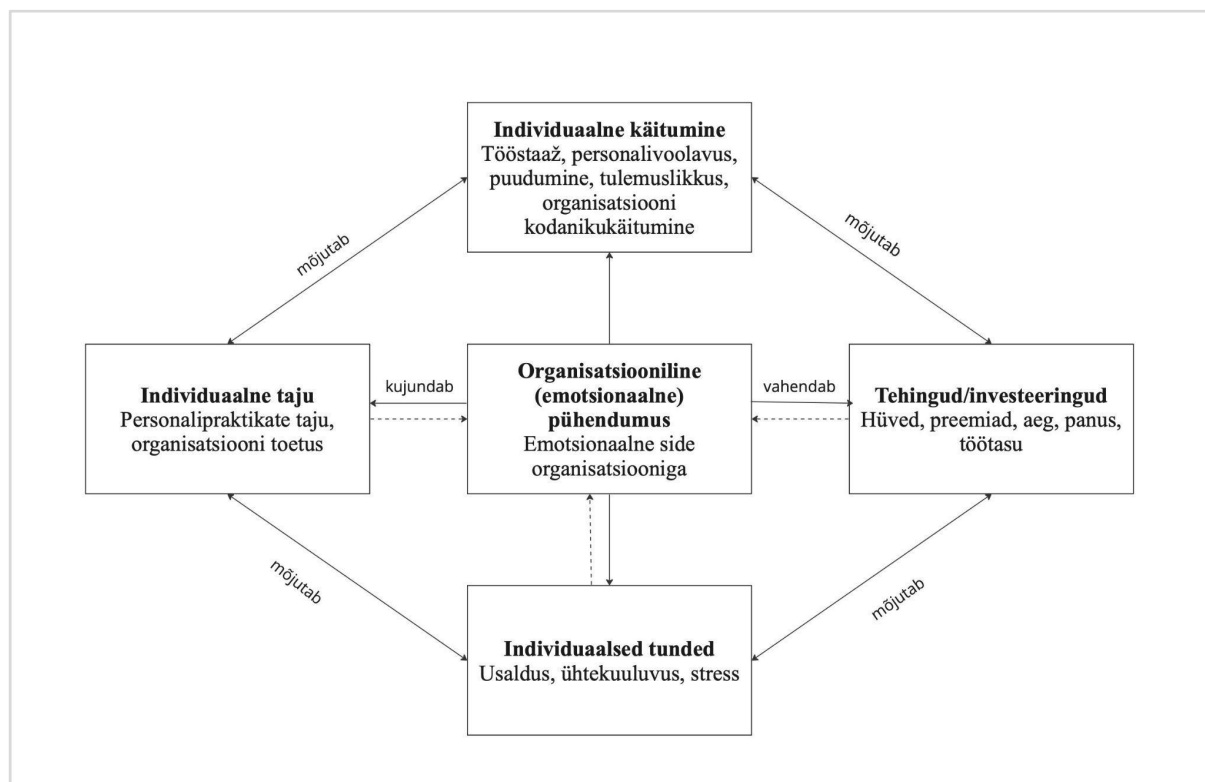 Individuaalne käitumine
Tööstaaž, personalivoolavus,
puudumine, tulemuslikkus,
organisatsiooni
kodanikukäitumine
mõjutab
mõjutab
Individuaalne taju
Personalipraktikate taju,
organisatsiooni toetus
kujundab
Organisatsiooniline
(emotsionaalne)
pühendumus
Emotsionaalne side
organisatsiooniga
vahendab
Tehingud/investeeringud
Hüved, preemiad, aeg, panus,
töötasu
mõjutab
mõjutab
Individuaalsed tunded
Usaldus, ühtekuuluvus, stress